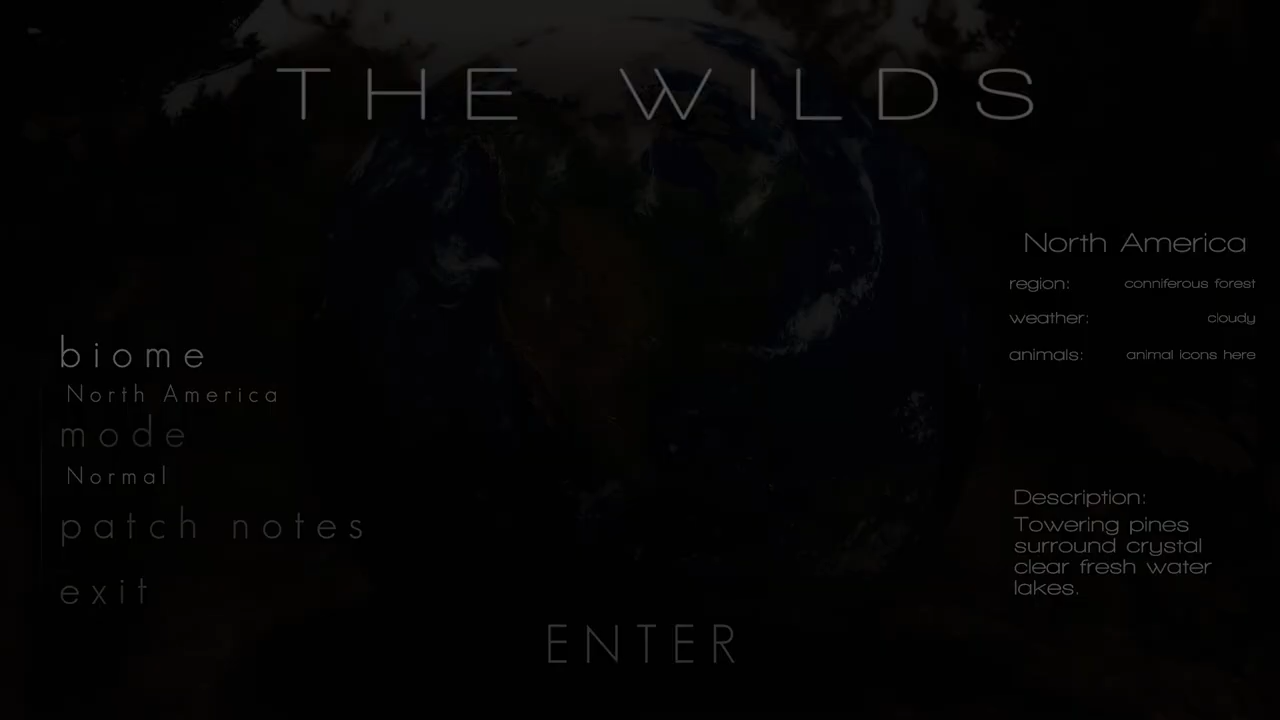 THE WILDS
biome
North America
mode
Normal
patch notes
exit
ENTER
North America
region: conniferous forest
weather: cloudy
animals: animal icons here
Description:
Towering pines
surround crystal
clear fresh water
lakes.